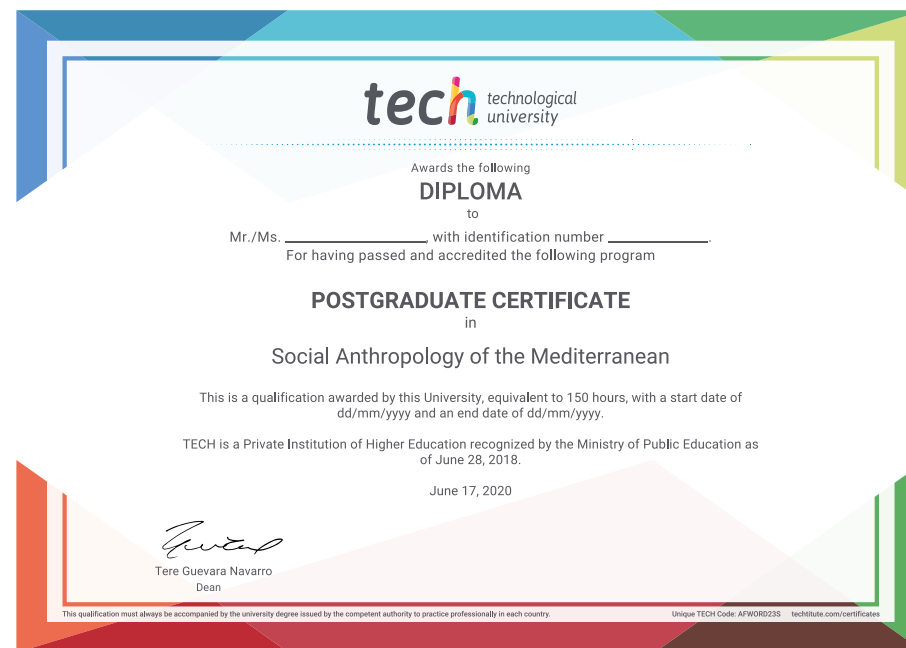 tech technological
university
Awards the following
DIPLOMA
to
Mr./Ms. ____________________, with identification number ______________.
For having passed and accredited the following program
POSTGRADUATE CERTIFICATE
in
Social Anthropology of the Mediterranean
This is a qualification awarded by this University, equivalent to 150 hours, with a start date of
dd/mm/yyyy and an end date of dd/mm/yyyy.
TECH is a Private Institution of Higher Education recognized by the Ministry of Public Education as
of June 28, 2018.
June 17, 2020
Tere Guevara Navarro
Dean
This qualification must always be accompanied by the university degree issued by the competent authority to practice professionally in each country. Unique TECH Code: AFWORD23S techtitute.com/certificates